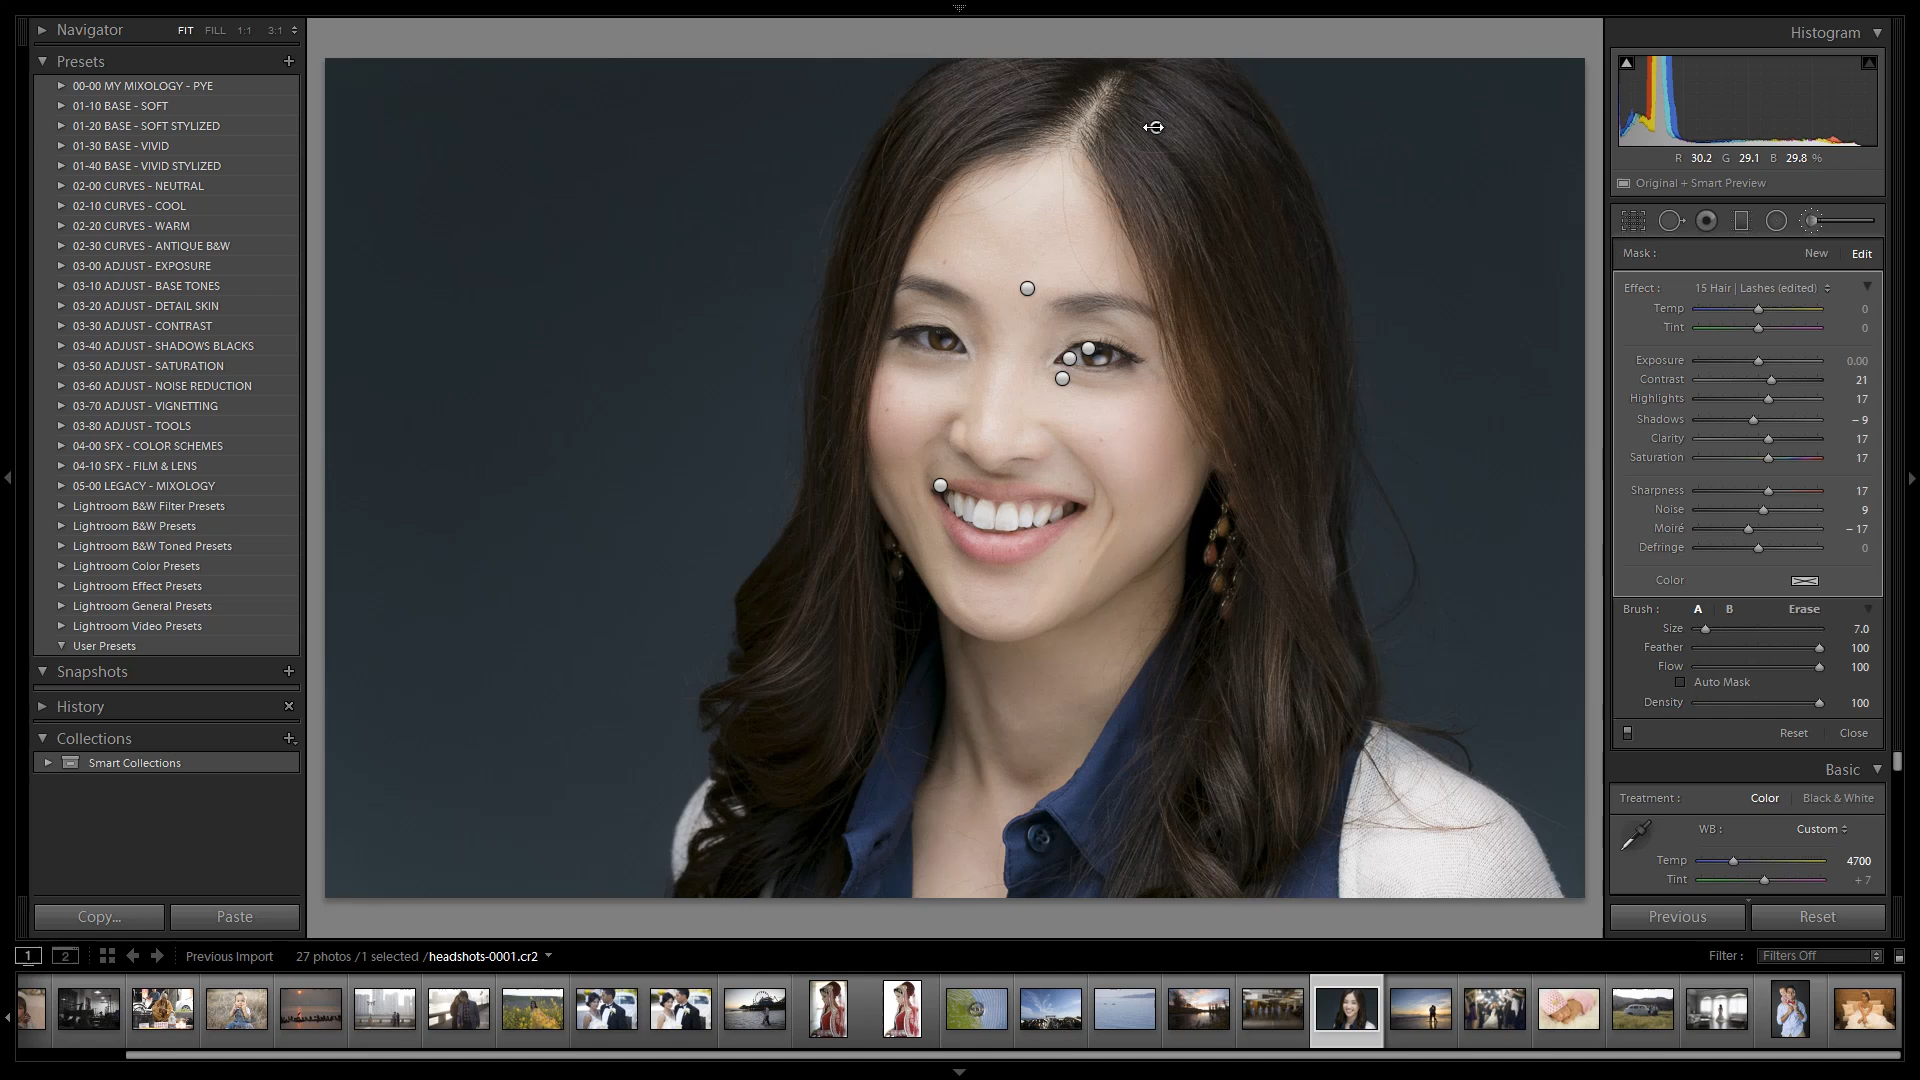 Navigator FIT FILL 1:1 3:1
Presets
00-00 MY MIXOLOGY - PYE
01-10 BASE - SOFT
01-20 BASE - SOFT STYLIZED
01-30 BASE - VIVID
01-40 BASE - VIVID STYLIZED
02-00 CURVES - NEUTRAL
02-10 CURVES - COOL
02-20 CURVES - WARM
02-30 CURVES - ANTIQUE B&W
03-00 ADJUST - EXPOSURE
03-10 ADJUST - BASE TONES
03-20 ADJUST - DETAIL SKIN
03-30 ADJUST - CONTRAST
03-40 ADJUST - SHADOWS BLACKS
03-50 ADJUST - SATURATION
03-60 ADJUST - NOISE REDUCTION
03-70 ADJUST - VIGNETTING
03-80 ADJUST - TOOLS
04-00 SFX - COLOR SCHEMES
04-10 SFX - FILM & LENS
05-00 LEGACY - MIXOLOGY
Lightroom B&W Filter Presets
Lightroom B&W Presets
Lightroom B&W Toned Presets
Lightroom Color Presets
Lightroom Effect Presets
Lightroom General Presets
Lightroom Video Presets
User Presets
Snapshots
History
Collections
Smart Collections
Copy... Paste
Histogram
R 30.2 G 29.1 B 29.8 %
Original + Smart Preview
Mask : New Edit
Effect : 15 Hair | Lashes (edited)
Temp 0
Tint 0
Exposure 0.00
Contrast 21
Highlights 17
Shadows – 9
Clarity 17
Saturation 17
Sharpness 17
Noise 9
Moiré – 17
Defringe 0
Color
Brush : A B Erase
Size 7.0
Feather 100
Flow 100
Auto Mask
Density 100
Reset Close
Basic
Treatment : Color Black & White
WB : Custom
Temp 4700
Tint + 7
Previous Reset
1 2 Previous Import 27 photos /1 selected /headshots-0001.cr2 Filter : Filters Off